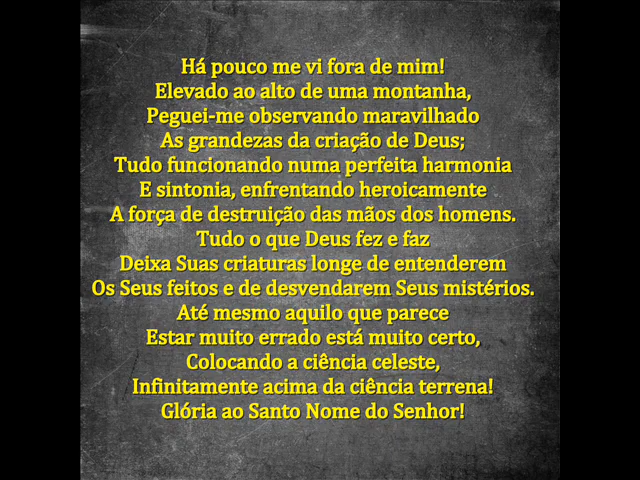 Há pouco me vi fora de mim!
Elevado ao alto de uma montanha,
Peguei-me observando maravilhado
As grandezas da criação de Deus;
Tudo funcionando numa perfeita harmonia
E sintonia, enfrentando heroicamente
A força de destruição das mãos dos homens.
Tudo o que Deus fez e faz
Deixa Suas criaturas longe de entenderem
Os Seus feitos e de desvendarem Seus mistérios.
Até mesmo aquilo que parece
Estar muito errado está muito certo,
Colocando a ciência celeste,
Infinitamente acima da ciência terrena!
Glória ao Santo Nome do Senhor!